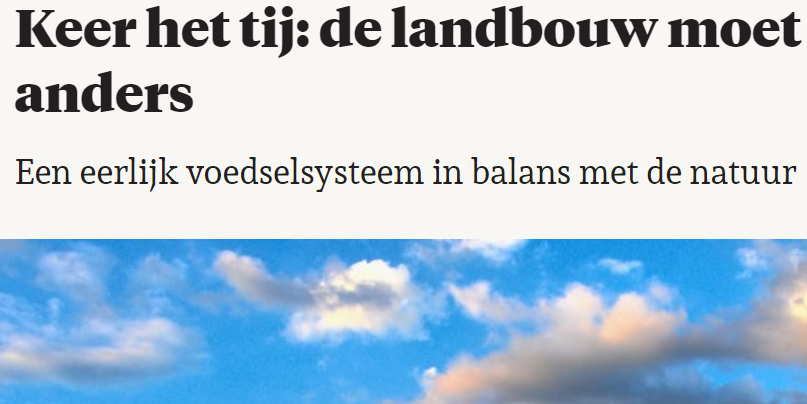 Keer het tij: de landbouw moet
anders
Een eerlijk voedselsysteem in balans met de natuur